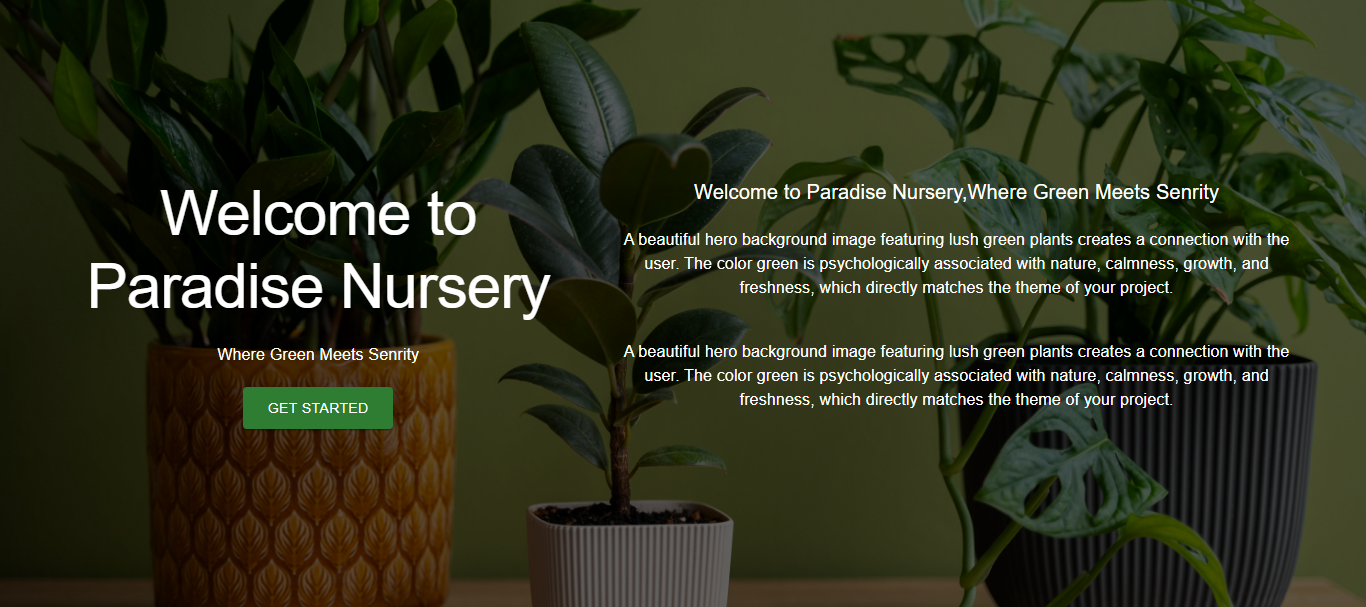 Welcome to
Paradise Nursery
Where Green Meets Senrity
GET STARTED
Welcome to Paradise Nursery,Where Green Meets Senrity
A beautiful hero background image featuring lush green plants creates a connection with the
user. The color green is psychologically associated with nature, calmness, growth, and
freshness, which directly matches the theme of your project.
A beautiful hero background image featuring lush green plants creates a connection with the
user. The color green is psychologically associated with nature, calmness, growth, and
freshness, which directly matches the theme of your project.